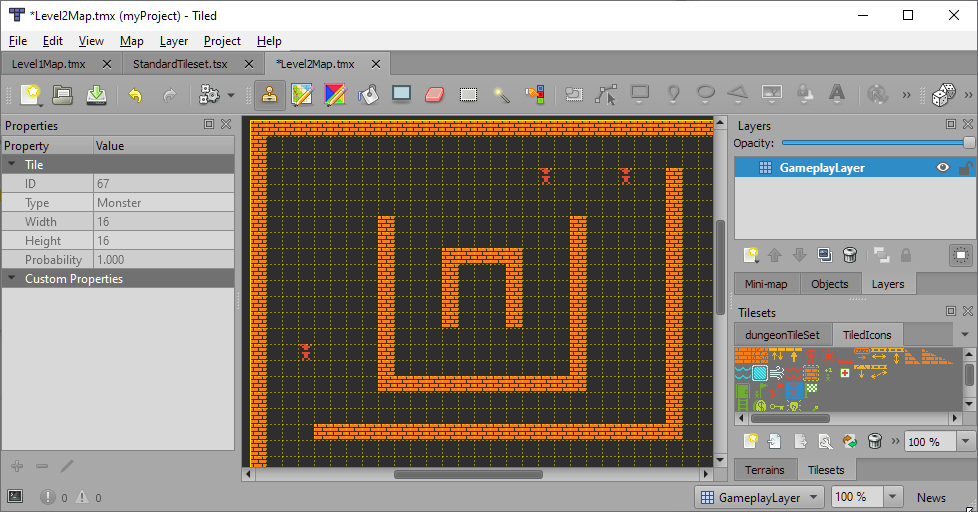 *Level2Map.tmx (myProject) - Tiled
File Edit View Map Layer Project Help
Level1Map.tmx StandardTileset.tsx *Level2Map.tmx
Properties
Property Value
Tile
ID 67
Type Monster
Width 16
Height 16
Probability 1.000
Custom Properties
Layers
Opacity:
GameplayLayer
Mini-map Objects Layers
Tilesets
dungeonTileSet TiledIcons
100 %
Terrains Tilesets
0 0
GameplayLayer 100 % News